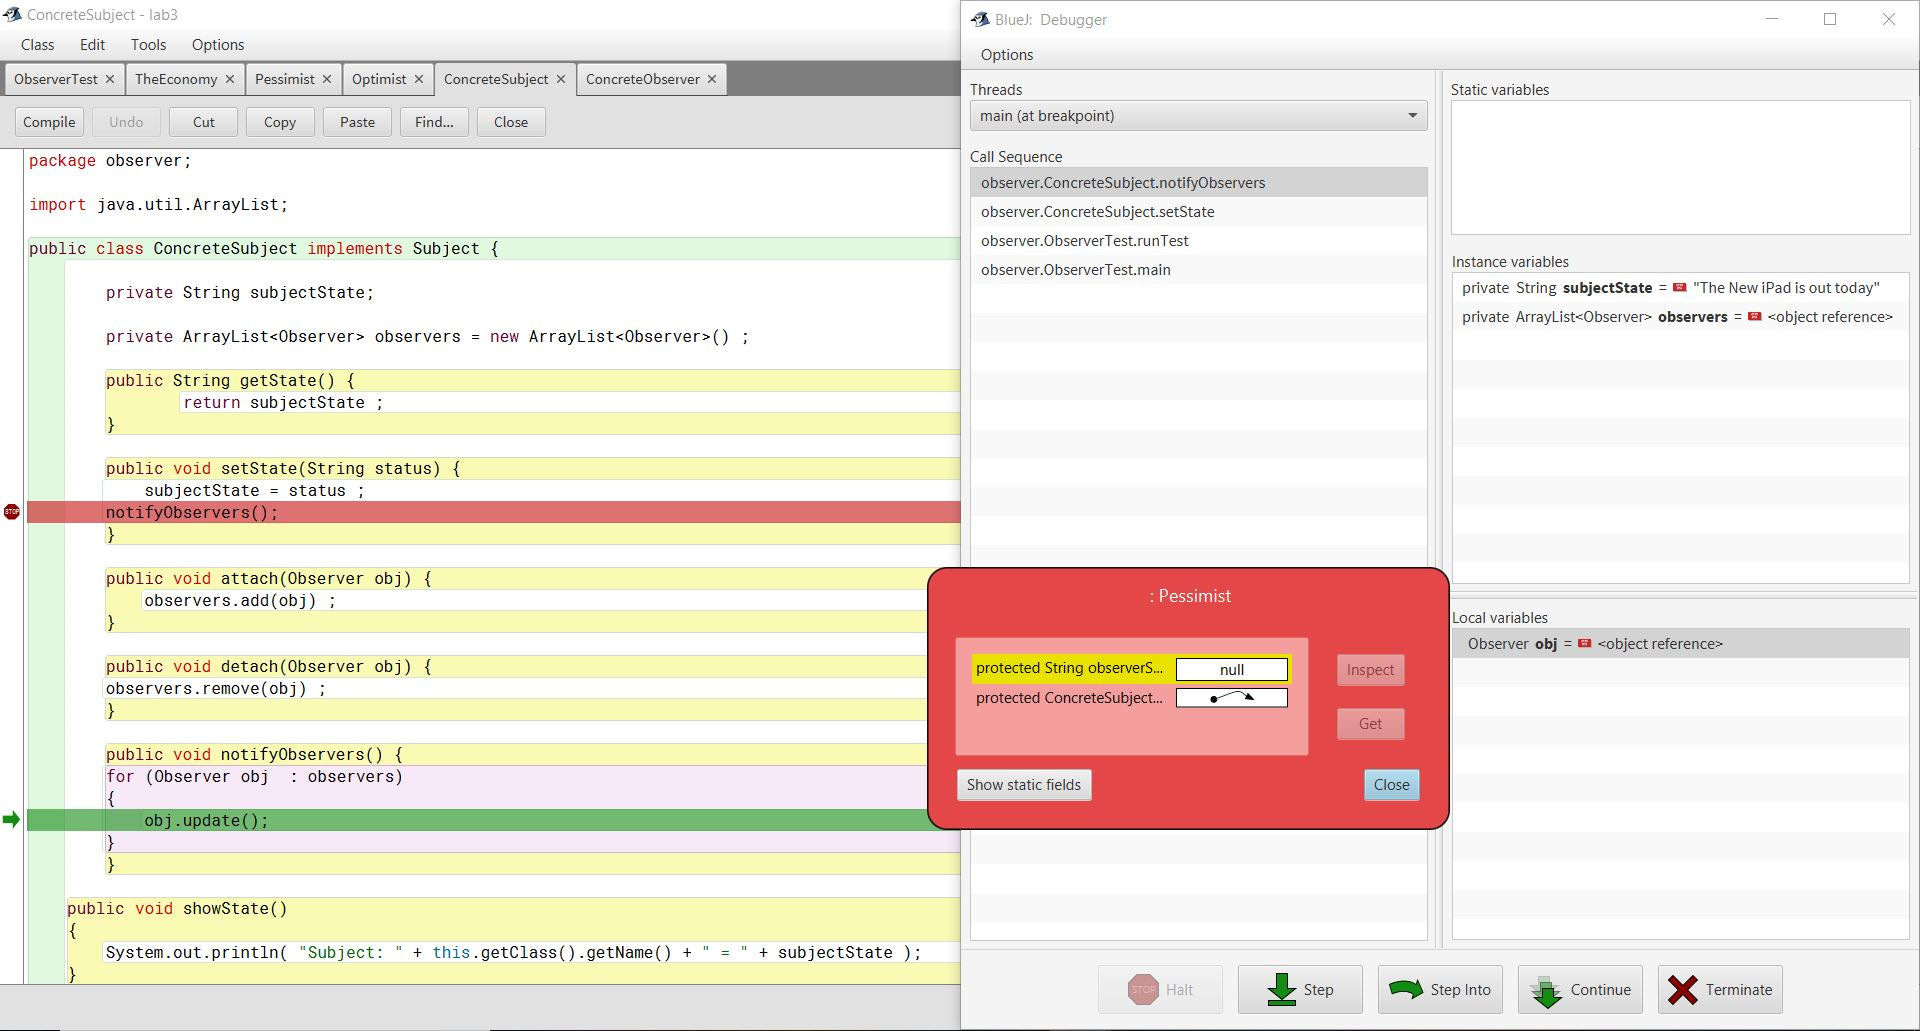 ConcreteSubject - lab3
Class Edit Tools Options
ObserverTest × TheEconomy × Pessimist × Optimist × ConcreteSubject × ConcreteObserver ×
Compile Undo Cut Copy Paste Find... Close
package observer;
import java.util.ArrayList;
public class ConcreteSubject implements Subject {
private String subjectState;
private ArrayList<Observer> observers = new ArrayList<Observer>() ;
public String getState() {
return subjectState ;
}
public void setState(String status) {
subjectState = status ;
STOP
notifyObservers();
}
public void attach(Observer obj) {
observers.add(obj) ;
}
public void detach(Observer obj) {
observers.remove(obj) ;
}
public void notifyObservers() {
for (Observer obj  : observers)
{
obj.update();
}
}
public void showState()
{
System.out.println( "Subject: " + this.getClass().getName() + " = " + subjectState );
}
BlueJ: Debugger
Options
Threads
main (at breakpoint)
Call Sequence
observer.ConcreteSubject.notifyObservers
observer.ConcreteSubject.setState
observer.ObserverTest.runTest
observer.ObserverTest.main
Static variables
Instance variables
private String subjectState = "The New iPad is out today"
private ArrayList<Observer> observers = <object reference>
Local variables
Observer obj = <object reference>
: Pessimist
protected String observerS... null
protected ConcreteSubject...
Inspect
Get
Show static fields
Close
STOP Halt
Step
Step Into
Continue
Terminate